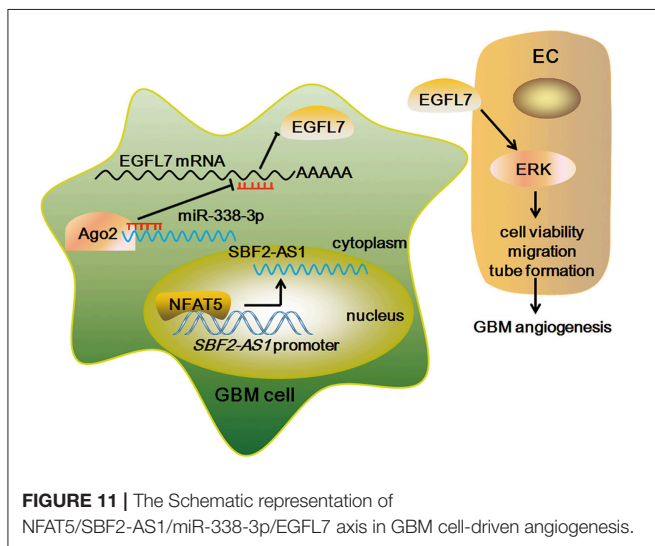 EC
EGFL7
EGFL7
EGFL7 mRNA
AAAAA
ERK
miR-338-3p
Ago2
cell viability
migration
tube formation
cytoplasm
SBF2-AS1
NFAT5
nucleus
SBF2-AS1 promoter
GBM angiogenesis
GBM cell
FIGURE 11 | The Schematic representation of
NFAT5/SBF2-AS1/miR-338-3p/EGFL7 axis in GBM cell-driven angiogenesis.